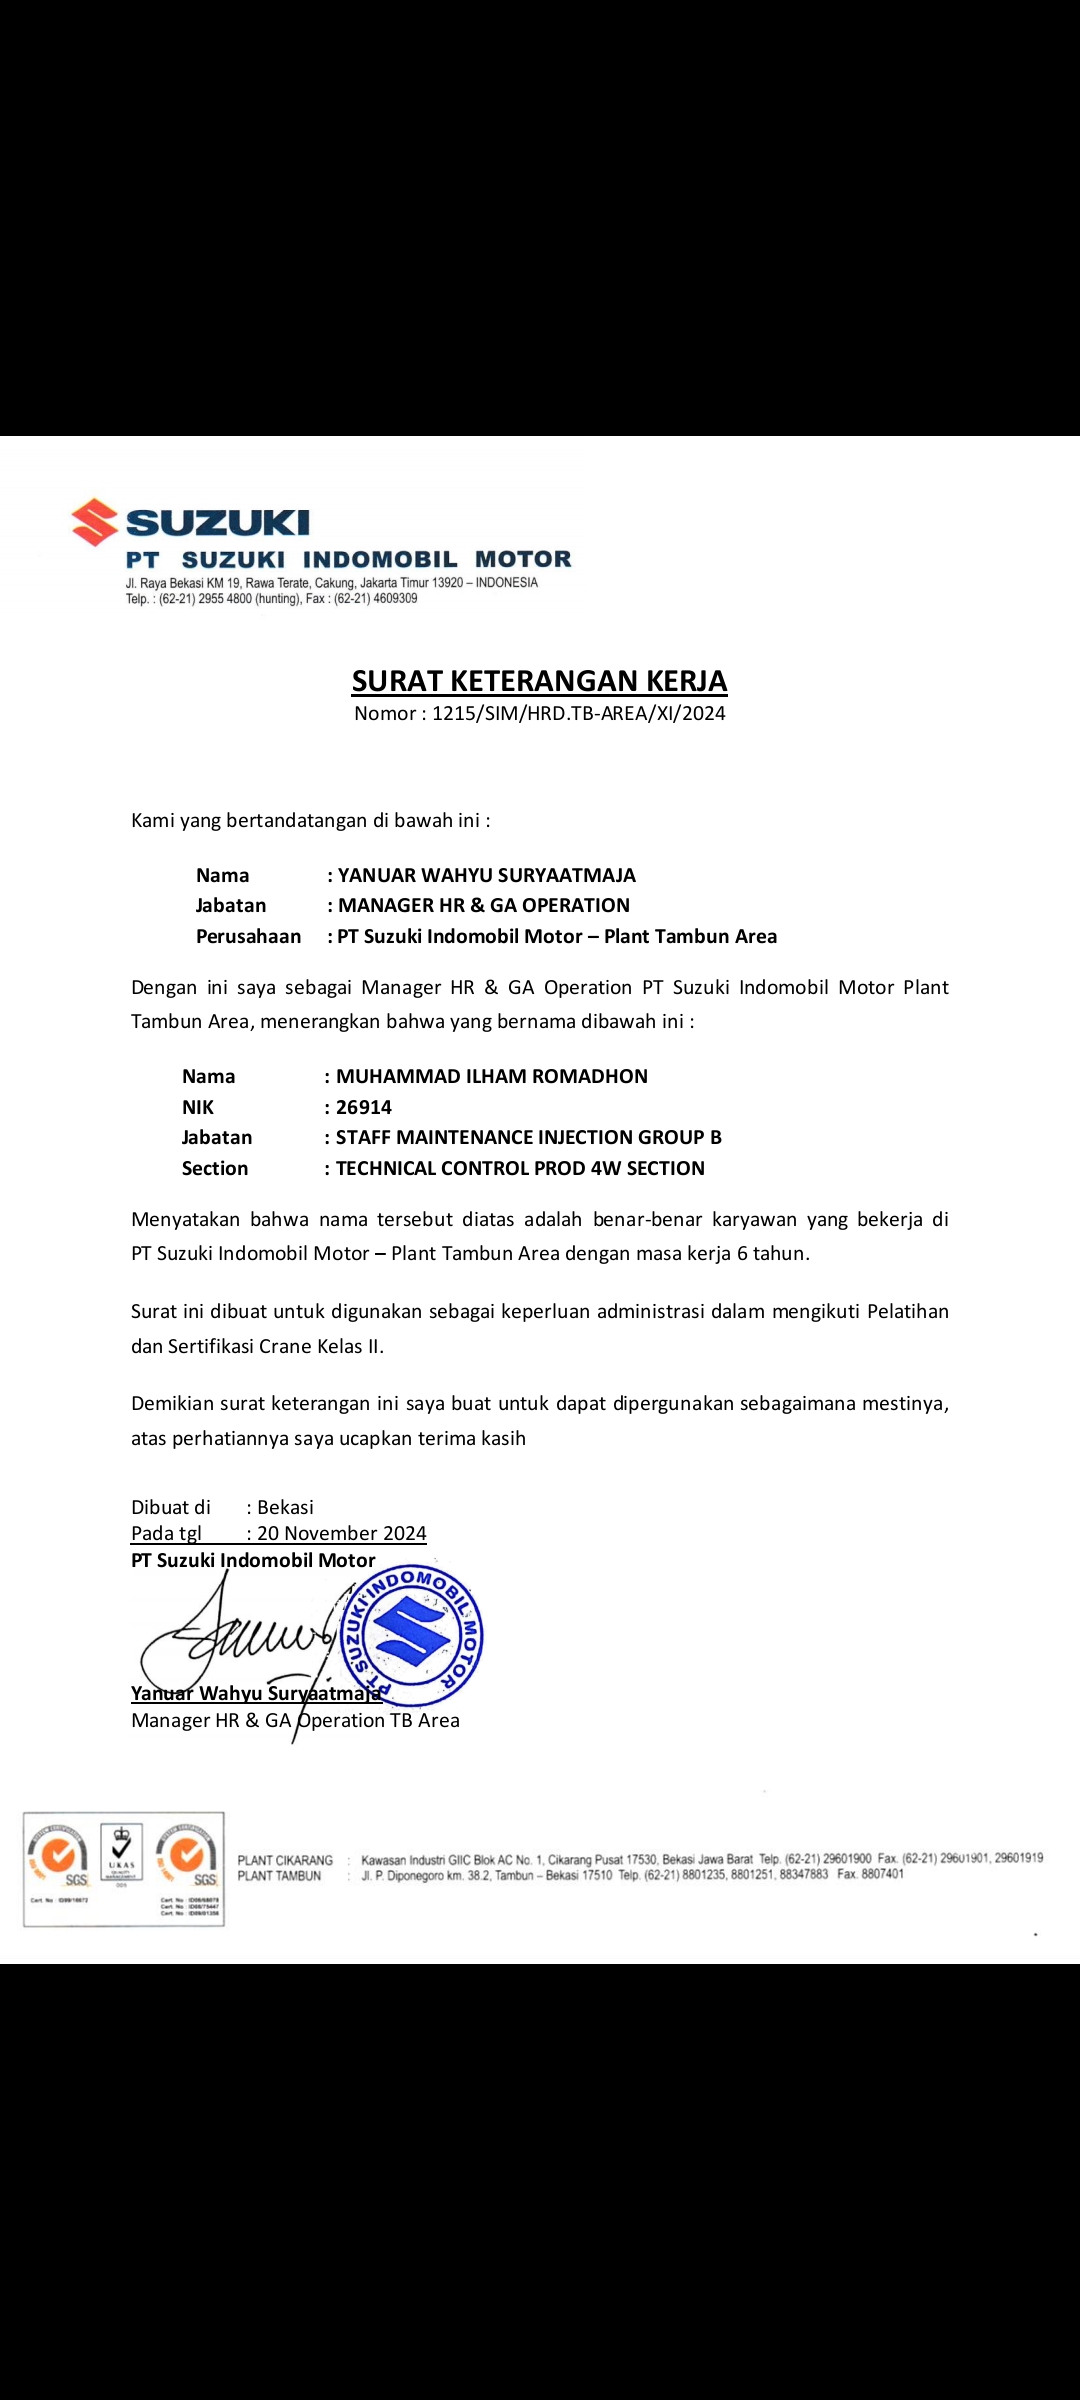 SUZUKI
PT SUZUKI INDOMOBIL MOTOR
Jl. Raya Bekasi KM 19, Rawa Terate, Cakung, Jakarta Timur 13920 – INDONESIA
Telp. : (62-21) 2955 4800 (hunting), Fax : (62-21) 4609309
SURAT KETERANGAN KERJA
Nomor : 1215/SIM/HRD.TB-AREA/XI/2024
Kami yang bertandatangan di bawah ini :
Nama : YANUAR WAHYU SURYAATMAJA
Jabatan : MANAGER HR & GA OPERATION
Perusahaan : PT Suzuki Indomobil Motor – Plant Tambun Area
Dengan ini saya sebagai Manager HR & GA Operation PT Suzuki Indomobil Motor Plant
Tambun Area, menerangkan bahwa yang bernama dibawah ini :
Nama : MUHAMMAD ILHAM ROMADHON
NIK : 26914
Jabatan : STAFF MAINTENANCE INJECTION GROUP B
Section : TECHNICAL CONTROL PROD 4W SECTION
Menyatakan bahwa nama tersebut diatas adalah benar-benar karyawan yang bekerja di
PT Suzuki Indomobil Motor – Plant Tambun Area dengan masa kerja 6 tahun.
Surat ini dibuat untuk digunakan sebagai keperluan administrasi dalam mengikuti Pelatihan
dan Sertifikasi Crane Kelas II.
Demikian surat keterangan ini saya buat untuk dapat dipergunakan sebagaimana mestinya,
atas perhatiannya saya ucapkan terima kasih
Dibuat di : Bekasi
Pada tgl : 20 November 2024
PT Suzuki Indomobil Motor
PT SUZUKI INDOMOBIL MOTOR
Yanuar Wahyu Suryaatmaja
Manager HR & GA Operation TB Area
SGS
UKAS
SGS
PLANT CIKARANG : Kawasan Industri GIIC Blok AC No. 1, Cikarang Pusat 17530, Bekasi Jawa Barat Telp. (62-21) 29601900 Fax. (62-21) 29601901, 29601919
PLANT TAMBUN : Jl. P. Diponegoro km. 38.2, Tambun – Bekasi 17510 Telp. (62-21) 8801235, 8801251, 88347883 Fax. 8807401